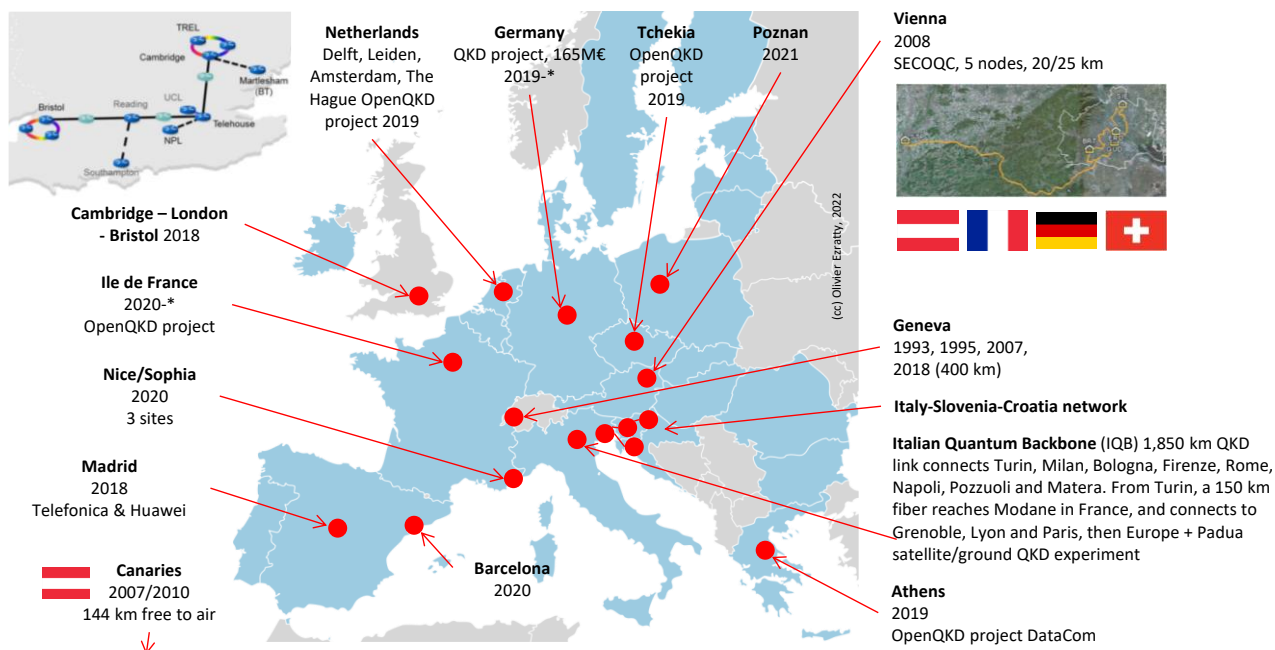 TREL
Cambridge
Martlesham
(BT)
Bristol
Reading
UCL
Telehouse
NPL
Southampton
Netherlands
Delft, Leiden,
Amsterdam, The
Hague OpenQKD
project 2019
Germany
QKD project, 165M€
2019-*
Tchekia
OpenQKD
project
2019
Poznan
2021
Vienna
2008
SECOQC, 5 nodes, 20/25 km
Cambridge – London
- Bristol 2018
Ile de France
2020-*
OpenQKD project
Nice/Sophia
2020
3 sites
Madrid
2018
Telefonica & Huawei
Canaries
2007/2010
144 km free to air
Barcelona
2020
(cc) Olivier Ezratty, 2022
Geneva
1993, 1995, 2007,
2018 (400 km)
Italy-Slovenia-Croatia network
Italian Quantum Backbone (IQB) 1,850 km QKD
link connects Turin, Milan, Bologna, Firenze, Rome,
Napoli, Pozzuoli and Matera. From Turin, a 150 km
fiber reaches Modane in France, and connects to
Grenoble, Lyon and Paris, then Europe + Padua
satellite/ground QKD experiment
Athens
2019
OpenQKD project DataCom